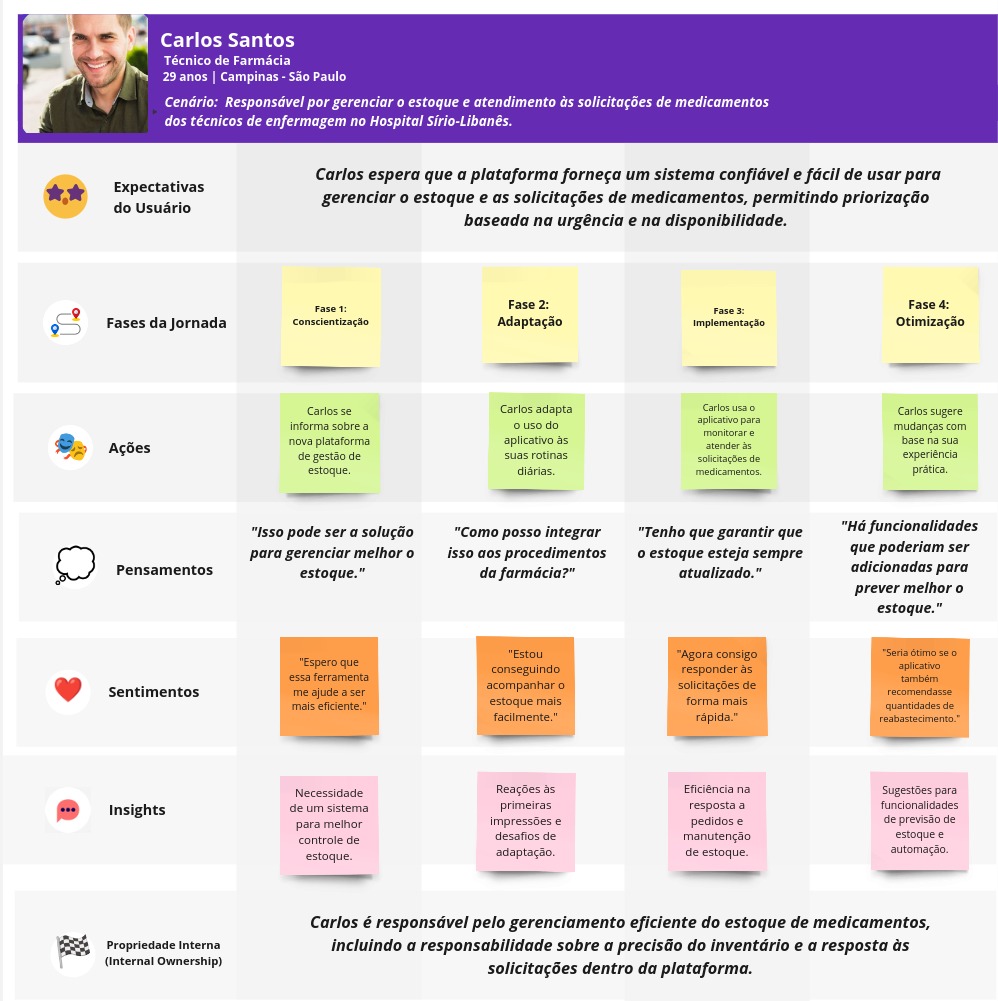 Carlos Santos
Técnico de Farmácia
29 anos | Campinas - São Paulo
Cenário: Responsável por gerenciar o estoque e atendimento às solicitações de medicamentos
dos técnicos de enfermagem no Hospital Sírio-Libanês.
Expectativas
do Usuário
Carlos espera que a plataforma forneça um sistema confiável e fácil de usar para
gerenciar o estoque e as solicitações de medicamentos, permitindo priorização
baseada na urgência e na disponibilidade.
Fases da Jornada
Fase 1:
Conscientização
Fase 2:
Adaptação
Fase 3:
Implementação
Fase 4:
Otimização
Ações
Carlos se
informa sobre a
nova plataforma
de gestão de
estoque.
Carlos adapta
o uso do
aplicativo às
suas rotinas
diárias.
Carlos usa o
aplicativo para
monitorar e
atender às
solicitações de
medicamentos.
Carlos sugere
mudanças com
base na sua
experiência
prática.
Pensamentos
"Isso pode ser a solução
para gerenciar melhor o
estoque."
"Como posso integrar
isso aos procedimentos
da farmácia?"
"Tenho que garantir que
o estoque esteja sempre
atualizado."
"Há funcionalidades
que poderiam ser
adicionadas para
prever melhor o
estoque."
Sentimentos
"Espero que
essa ferramenta
me ajude a ser
mais eficiente."
"Estou
conseguindo
acompanhar o
estoque mais
facilmente."
"Agora consigo
responder às
solicitações de
forma mais
rápida."
"Seria ótimo se o
aplicativo
também
recomendasse
quantidades de
reabastecimento."
Insights
Necessidade
de um sistema
para melhor
controle de
estoque.
Reações às
primeiras
impressões e
desafios de
adaptação.
Eficiência na
resposta a
pedidos e
manutenção
de estoque.
Sugestões para
funcionalidades
de previsão de
estoque e
automação.
Propriedade Interna
(Internal Ownership)
Carlos é responsável pelo gerenciamento eficiente do estoque de medicamentos,
incluindo a responsabilidade sobre a precisão do inventário e a resposta às
solicitações dentro da plataforma.